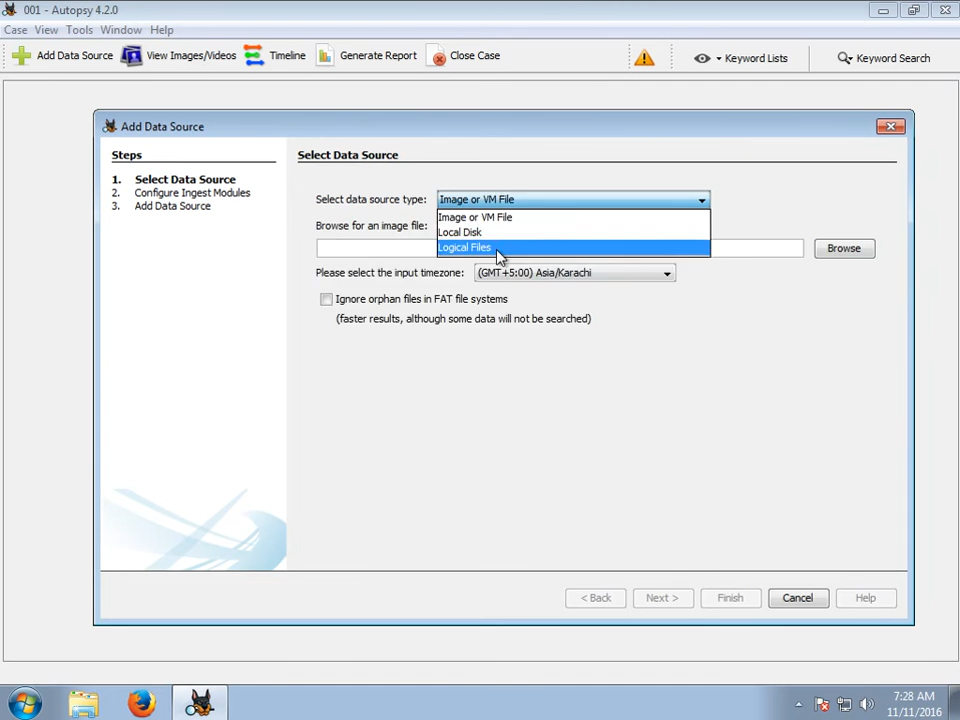 001 - Autopsy 4.2.0
Case View Tools Window Help
Add Data Source View Images/Videos Timeline Generate Report Close Case Keyword Lists Keyword Search
Add Data Source
Steps
1. Select Data Source
2. Configure Ingest Modules
3. Add Data Source
Select Data Source
Select data source type: Image or VM File
Image or VM File
Local Disk
Logical Files
Browse for an image file:
Browse
Please select the input timezone: (GMT+5:00) Asia/Karachi
Ignore orphan files in FAT file systems
(faster results, although some data will not be searched)
< Back Next > Finish Cancel Help
7:28 AM
11/11/2016